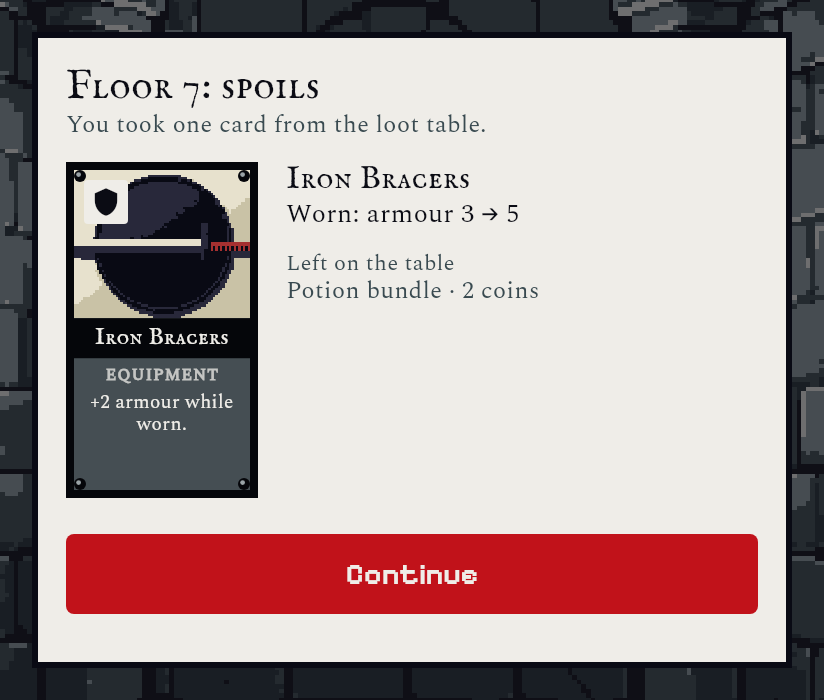 Floor 7: spoils
You took one card from the loot table.
Iron Bracers
EQUIPMENT
+2 armour while
worn.
Iron Bracers
Worn: armour 3 → 5
Left on the table
Potion bundle · 2 coins
Continue